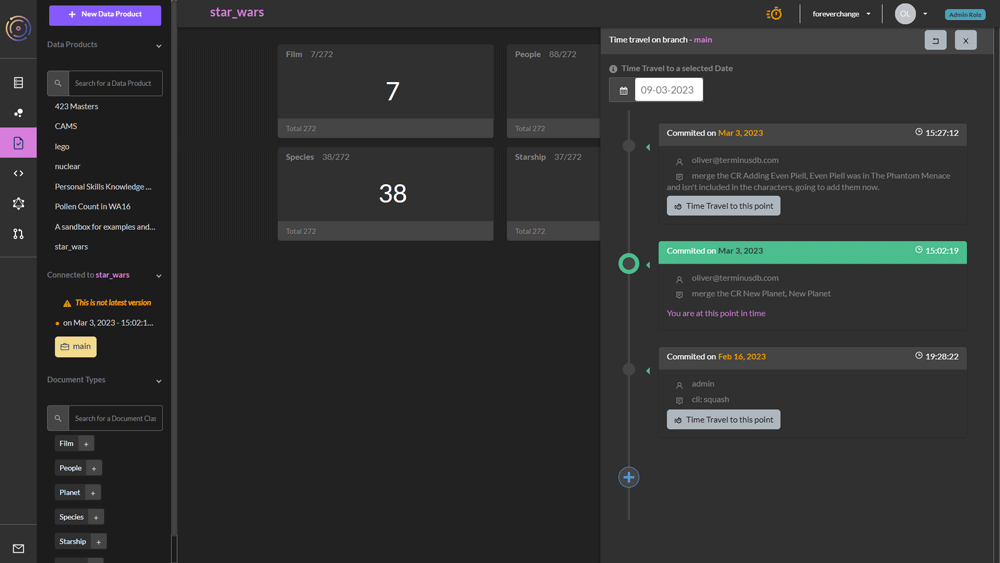 + New Data Product
star_wars
foreverchange
OL
Admin Role
Data Products
Search for a Data Product
423 Masters
CAMS
lego
nuclear
Personal Skills Knowledge ...
Pollen Count in WA16
A sandbox for examples and...
star_wars
Connected to star_wars
This is not latest version
on Mar 3, 2023 - 15:02:1...
main
Document Types
Search for a Document Clas
Film +
People +
Planet +
Species +
Starship +
Film 7/272
7
Total 272
People 88/272
Species 38/272
38
Total 272
Starship 37/272
Total 272
Time travel on branch - main
Time Travel to a selected Date
09-03-2023
Commited on Mar 3, 2023 15:27:12
oliver@terminusdb.com
merge the CR Adding Even Piell, Even Piell was in The Phantom Menace
and isn't included in the characters, going to add them now.
Time Travel to this point
Commited on Mar 3, 2023 15:02:19
oliver@terminusdb.com
merge the CR New Planet, New Planet
You are at this point in time
Commited on Feb 16, 2023 19:28:22
admin
cli: squash
Time Travel to this point